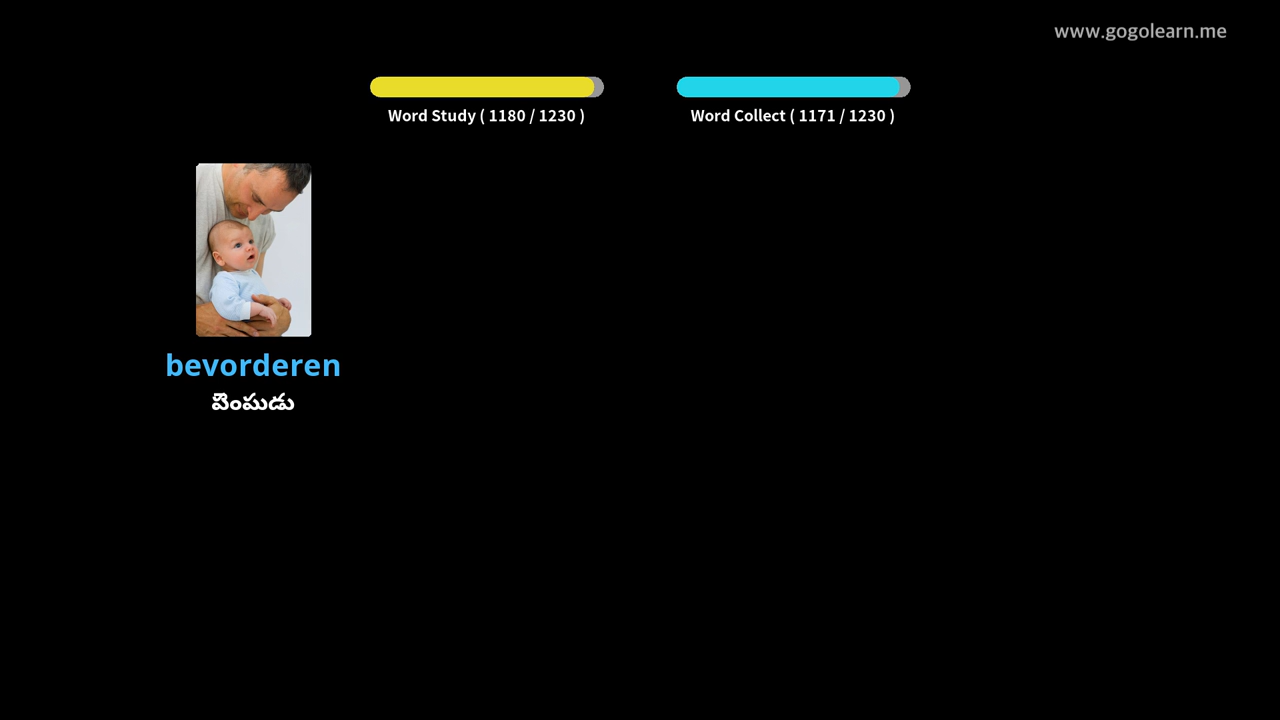 www.gogolearn.me
Word Study ( 1180 / 1230 )
Word Collect ( 1171 / 1230 )
bevorderen
పెంపుడు